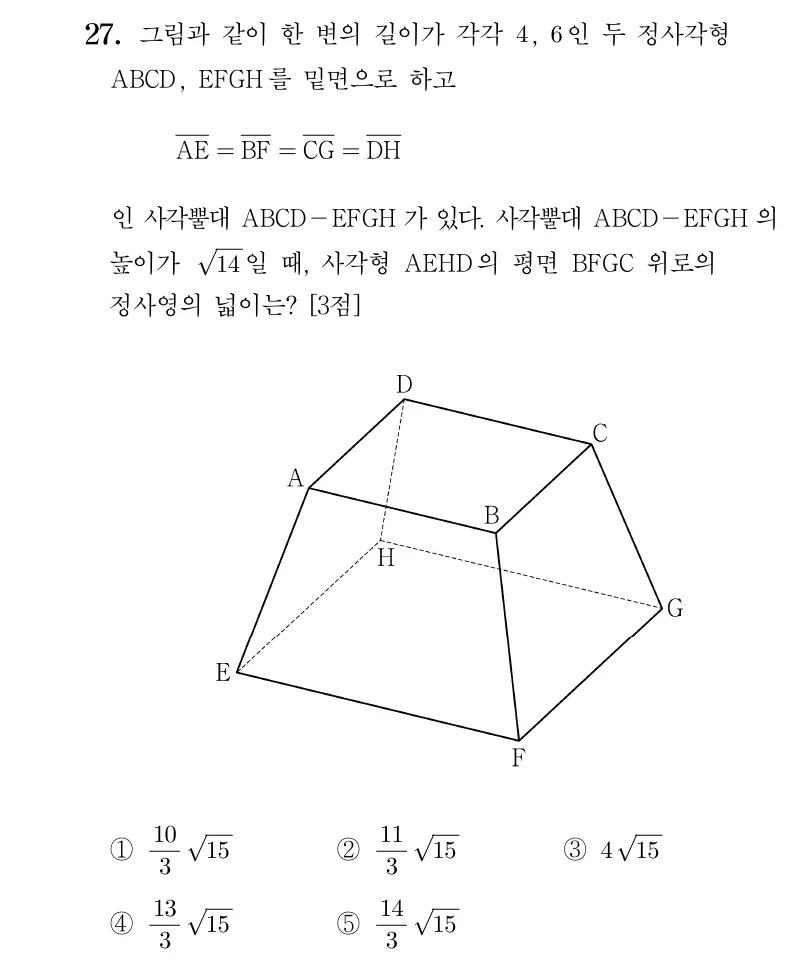 27. 그림과 같이 한 변의 길이가 각각 4, 6인 두 정사각형
ABCD, EFGH를 밑면으로 하고
\overline{AE} = \overline{BF} = \overline{CG} = \overline{DH}
인 사각뿔대 ABCD-EFGH가 있다. 사각뿔대 ABCD-EFGH의
높이가 √14일 때, 사각형 AEHD의 평면 BFGC 위로의
정사영의 넓이는? [3점]
D
C
A
B
H
G
E
F
① 10/3 √15 ② 11/3 √15 ③ 4√15
④ 13/3 √15 ⑤ 14/3 √15